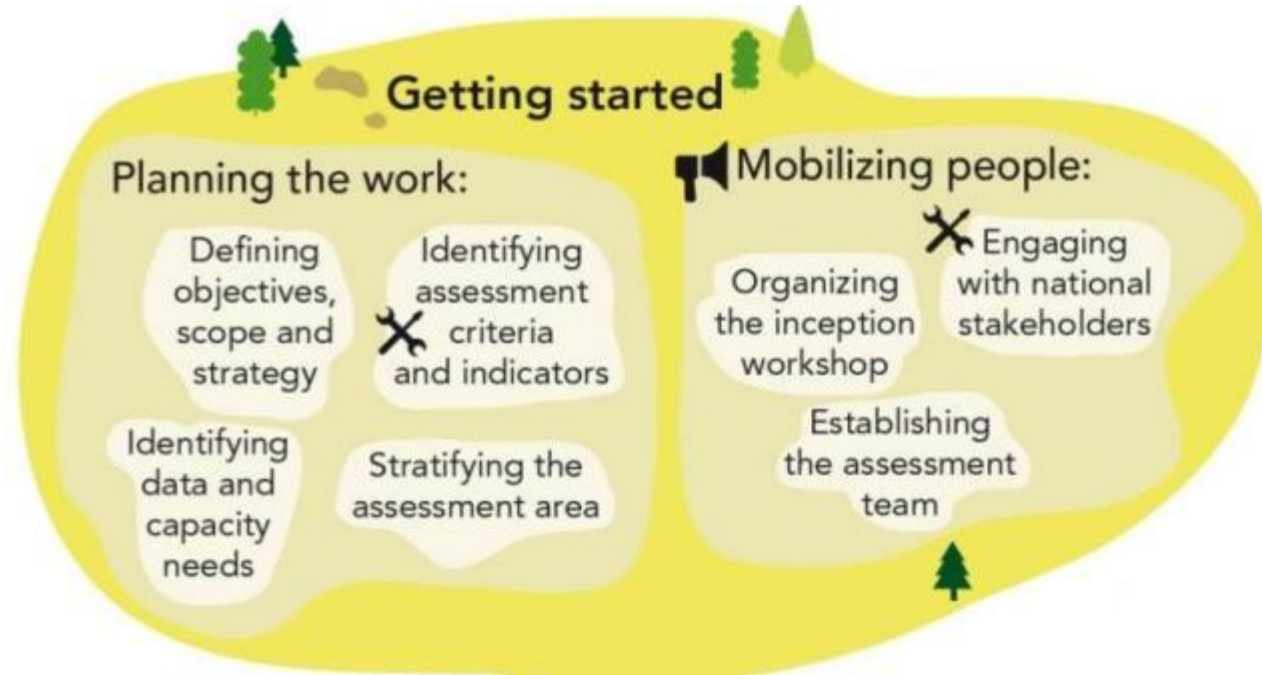 Getting started
Planning the work:
Defining
objectives,
scope and
strategy
Identifying
assessment
criteria
and indicators
Identifying
data and
capacity
needs
Stratifying the
assessment area
Mobilizing people:
Organizing
the inception
workshop
Engaging
with national
stakeholders
Establishing
the assessment
team